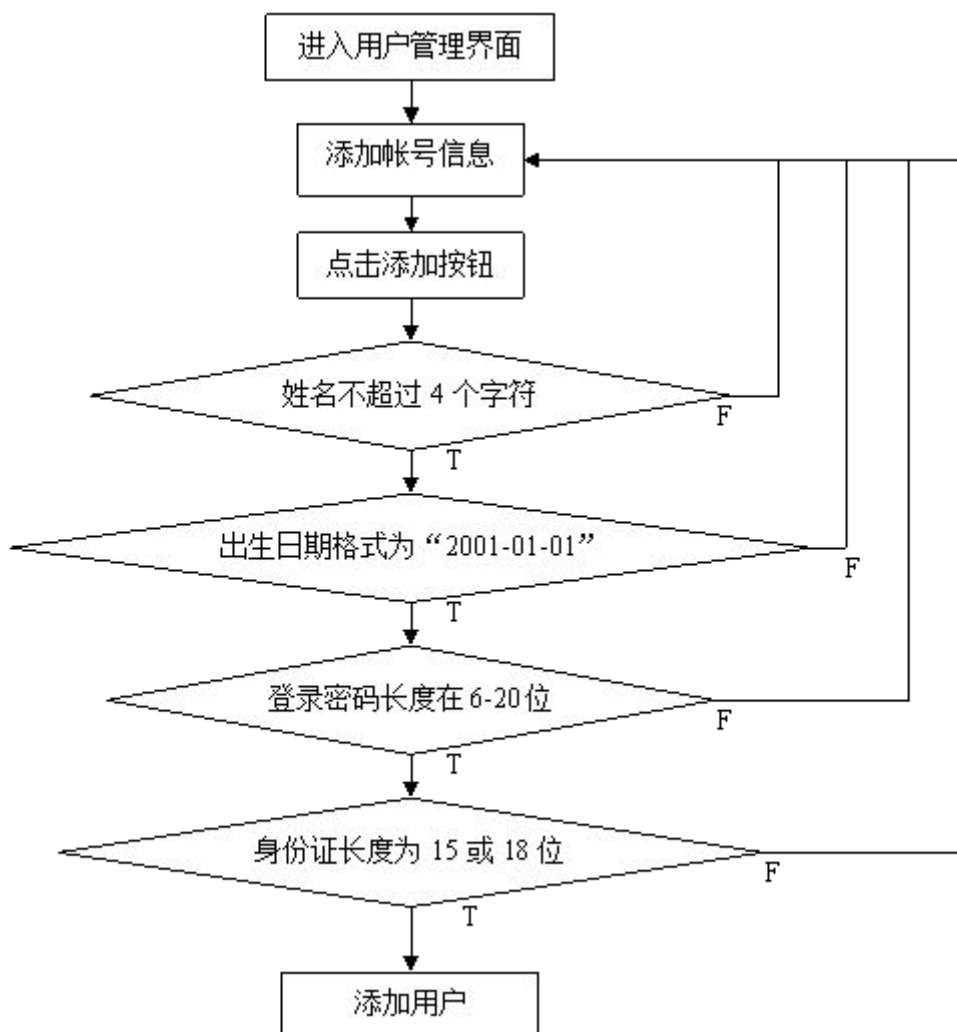 进入用户管理界面
添加帐号信息
点击添加按钮
姓名不超过 4 个字符
F
T
出生日期格式为“2001-01-01”
F
T
登录密码长度在 6-20 位
F
T
身份证长度为 15 或 18 位
F
T
添加用户